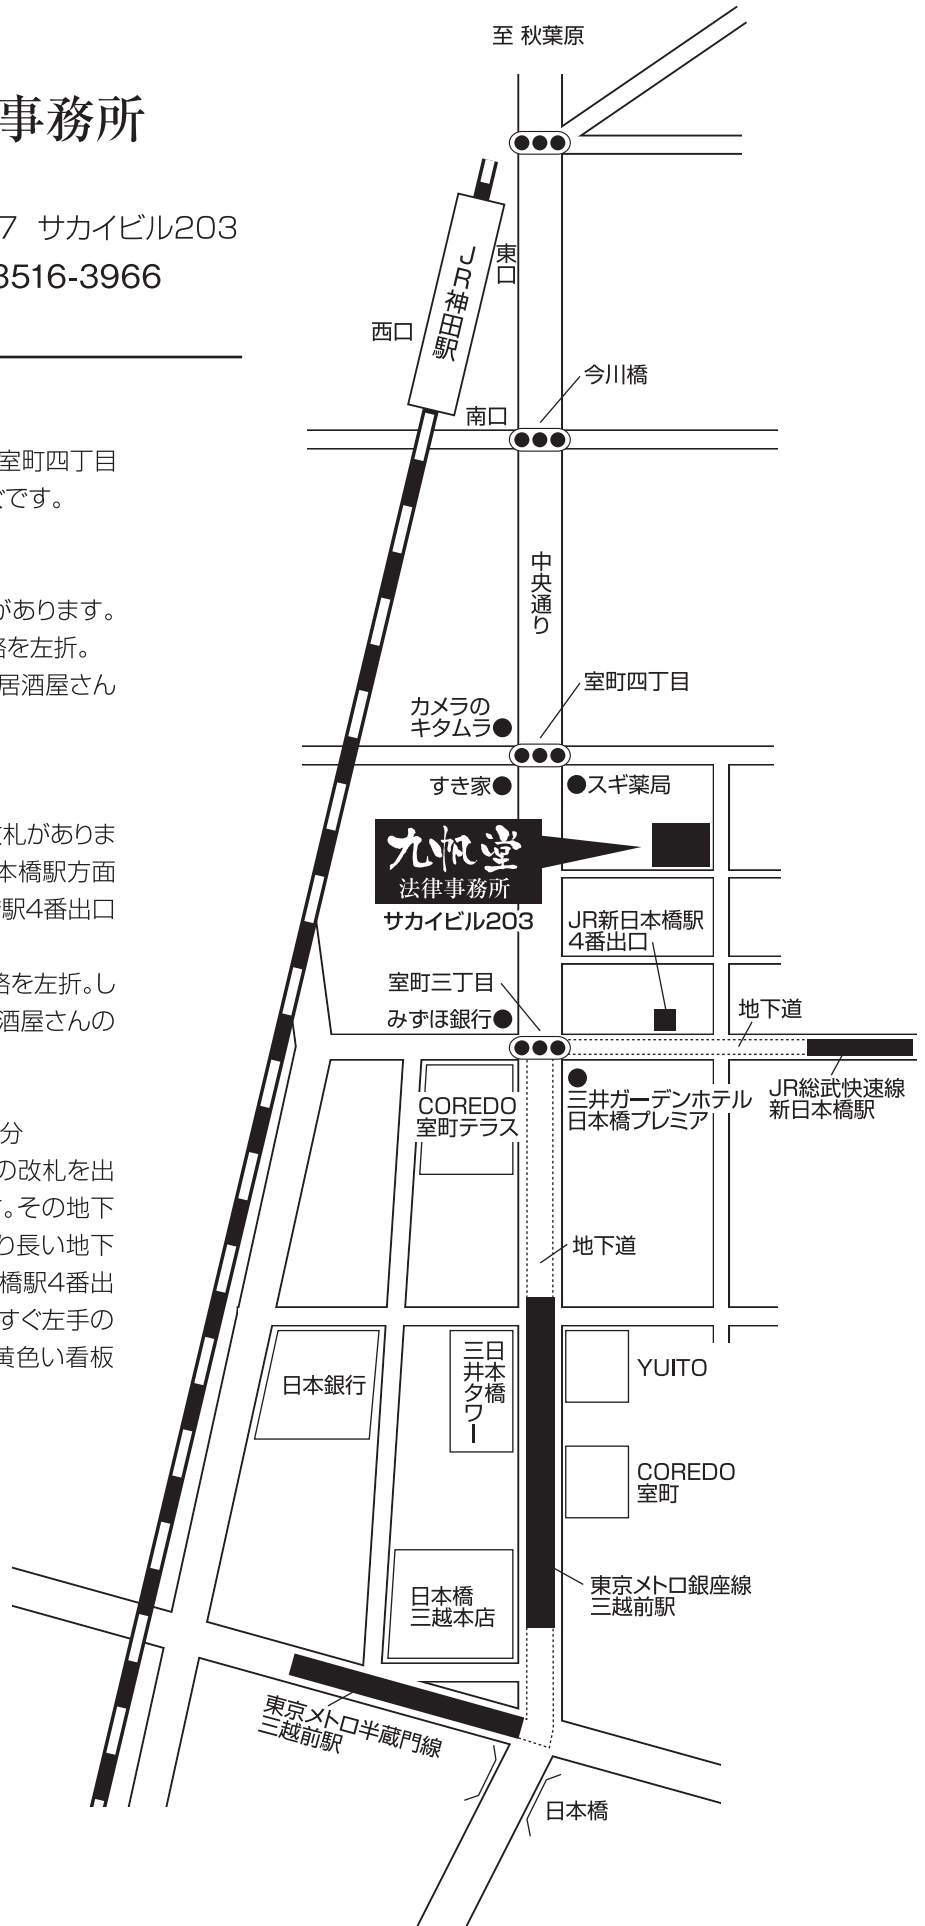 事務所
7 サカイビル203
3516-3966
室町四丁目
です。
があります。
を左折。
居酒屋さん
札がありま
本橋駅方面
駅4番出口
を左折。し
酒屋さんの
分
の改札を出
。その地下
り長い地下
橋駅4番出
すぐ左手の
黄色い看板
至 秋葉原
JR神田駅
東口
西口
南口
今川橋
中央通り
室町四丁目
カメラの
キタムラ
すき家
スギ薬局
九帆堂
法律事務所
サカイビル203
JR新日本橋駅
4番出口
室町三丁目
みずほ銀行
地下道
三井ガーデンホテル
日本橋プレミア
JR総武快速線
新日本橋駅
COREDO
室町テラス
地下道
日本銀行
日本橋
三井タワー
YUITO
COREDO
室町
日本橋
三越本店
東京メトロ銀座線
三越前駅
東京メトロ半蔵門線
三越前駅
日本橋